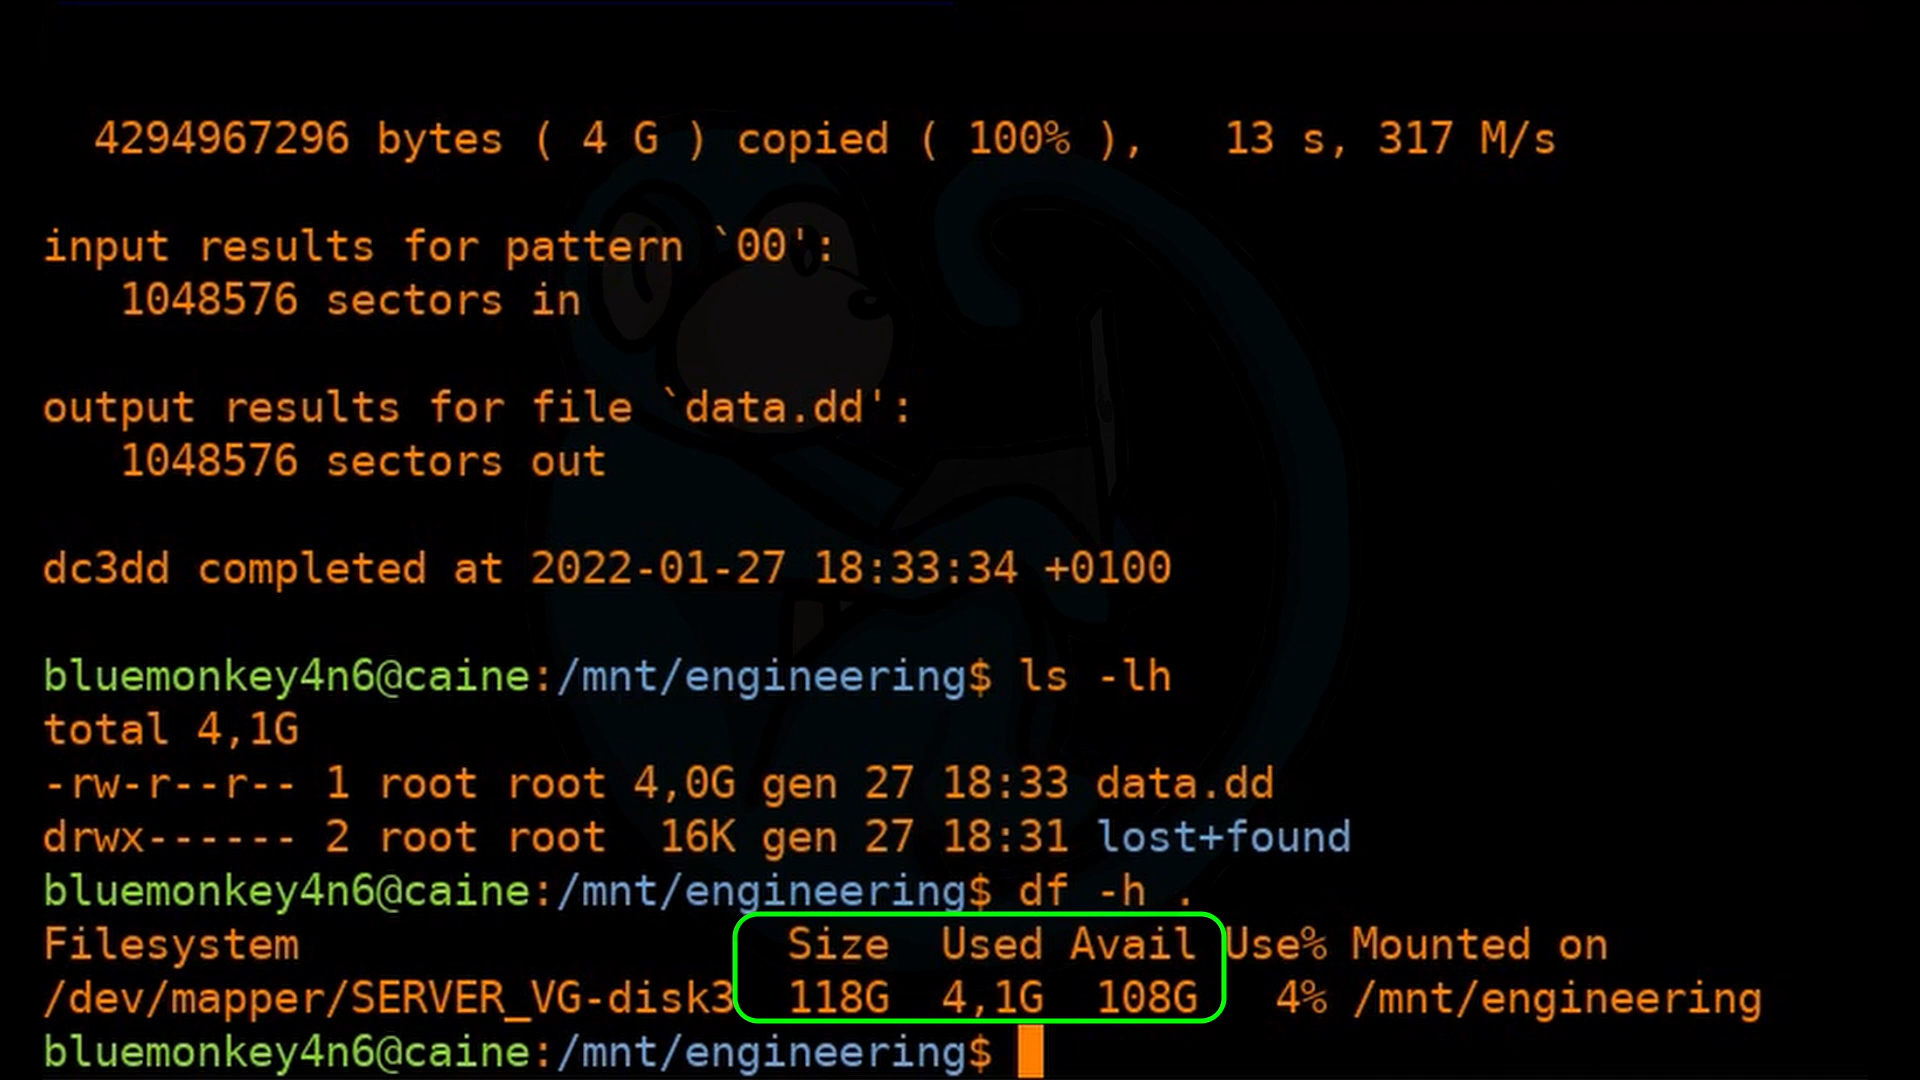 4294967296 bytes ( 4 G ) copied ( 100% ),   13 s, 317 M/s
input results for pattern `00':
1048576 sectors in
output results for file `data.dd':
1048576 sectors out
dc3dd completed at 2022-01-27 18:33:34 +0100
bluemonkey4n6@caine:/mnt/engineering$ ls -lh
total 4,1G
-rw-r--r-- 1 root root 4,0G gen 27 18:33 data.dd
drwx------ 2 root root  16K gen 27 18:31 lost+found
bluemonkey4n6@caine:/mnt/engineering$ df -h .
Filesystem                   Size  Used Avail Use% Mounted on
/dev/mapper/SERVER_VG-disk3  118G  4,1G  108G   4% /mnt/engineering
bluemonkey4n6@caine:/mnt/engineering$